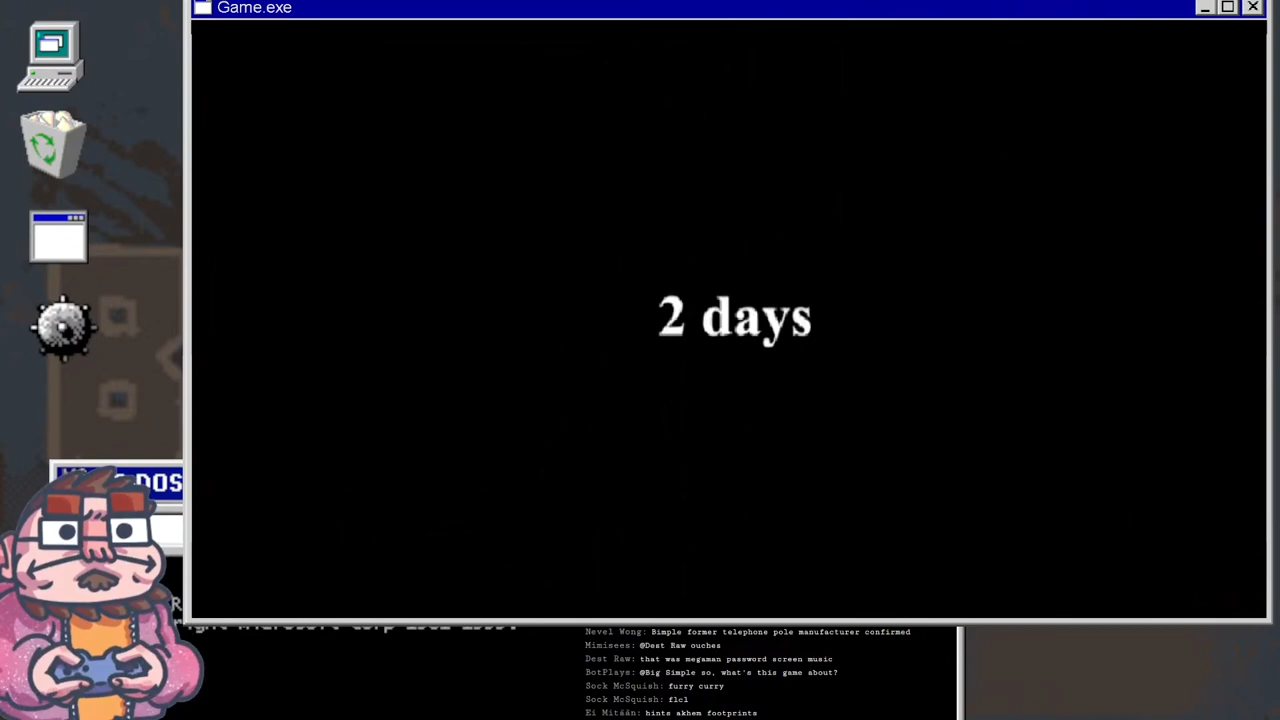 Game.exe
2 days
DOS
Nevel Wong: Bimple former telephone pole manufacturer confirmed
Mimisees: @Dest Raw ouches
Dest Raw: that was megaman password screen music
BotPlays: @Big Simple so, what's this game about?
Sock McSquish: furry curry
Sock McSquish: flcl
Ei Mitään: hints akhem footprints